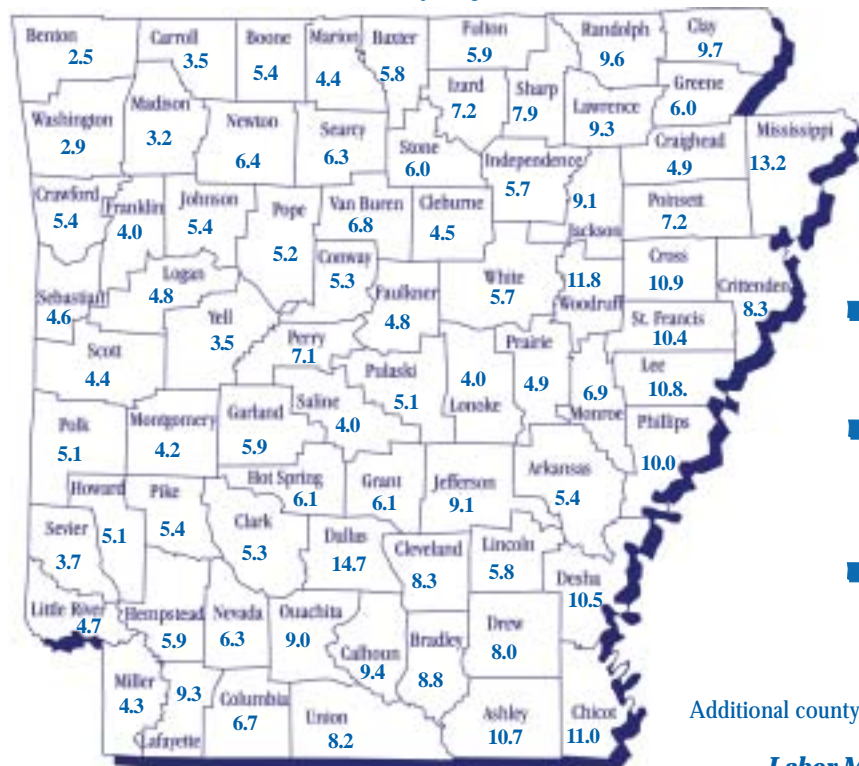 Benton
2.5
Carroll
3.5
Boone
5.4
Marion
4.4
Baxter
5.8
Fulton
5.9
Randolph
9.6
Clay
9.7
Izard
7.2
Sharp
7.9
Lawrence
9.3
Greene
6.0
Washington
2.9
Madison
3.2
Newton
6.4
Searcy
6.3
Stone
6.0
Independence
5.7
9.1
Jackson
Craighead
4.9
Mississippi
13.2
Crawford
5.4
Franklin
4.0
Johnson
5.4
Pope
5.2
Van Buren
6.8
Cleburne
4.5
Poinsett
7.2
Sebastian
4.6
Logan
4.8
Conway
5.3
Faulkner
4.8
White
5.7
11.8
Woodruff
Cross
10.9
Crittenden
8.3
Scott
4.4
Yell
3.5
Perry
7.1
Pulaski
5.1
4.0
Lonoke
Prairie
4.9
6.9
Monroe
St. Francis
10.4
Lee
10.8.
Phillips
10.0
Polk
5.1
Montgomery
4.2
Garland
5.9
Saline
4.0
Hot Spring
6.1
Grant
6.1
Jefferson
9.1
Arkansas
5.4
Howard
5.1
Pike
5.4
Clark
5.3
Dallas
14.7
Cleveland
8.3
Lincoln
5.8
Desha
10.5
Sevier
3.7
Little River
4.7
Hempstead
5.9
Nevada
6.3
Ouachita
9.0
Calhoun
9.4
Bradley
8.8
Drew
8.0
Miller
4.3
9.3
Lafayette
Columbia
6.7
Union
8.2
Ashley
10.7
Chicot
11.0
Additional county
Labor M